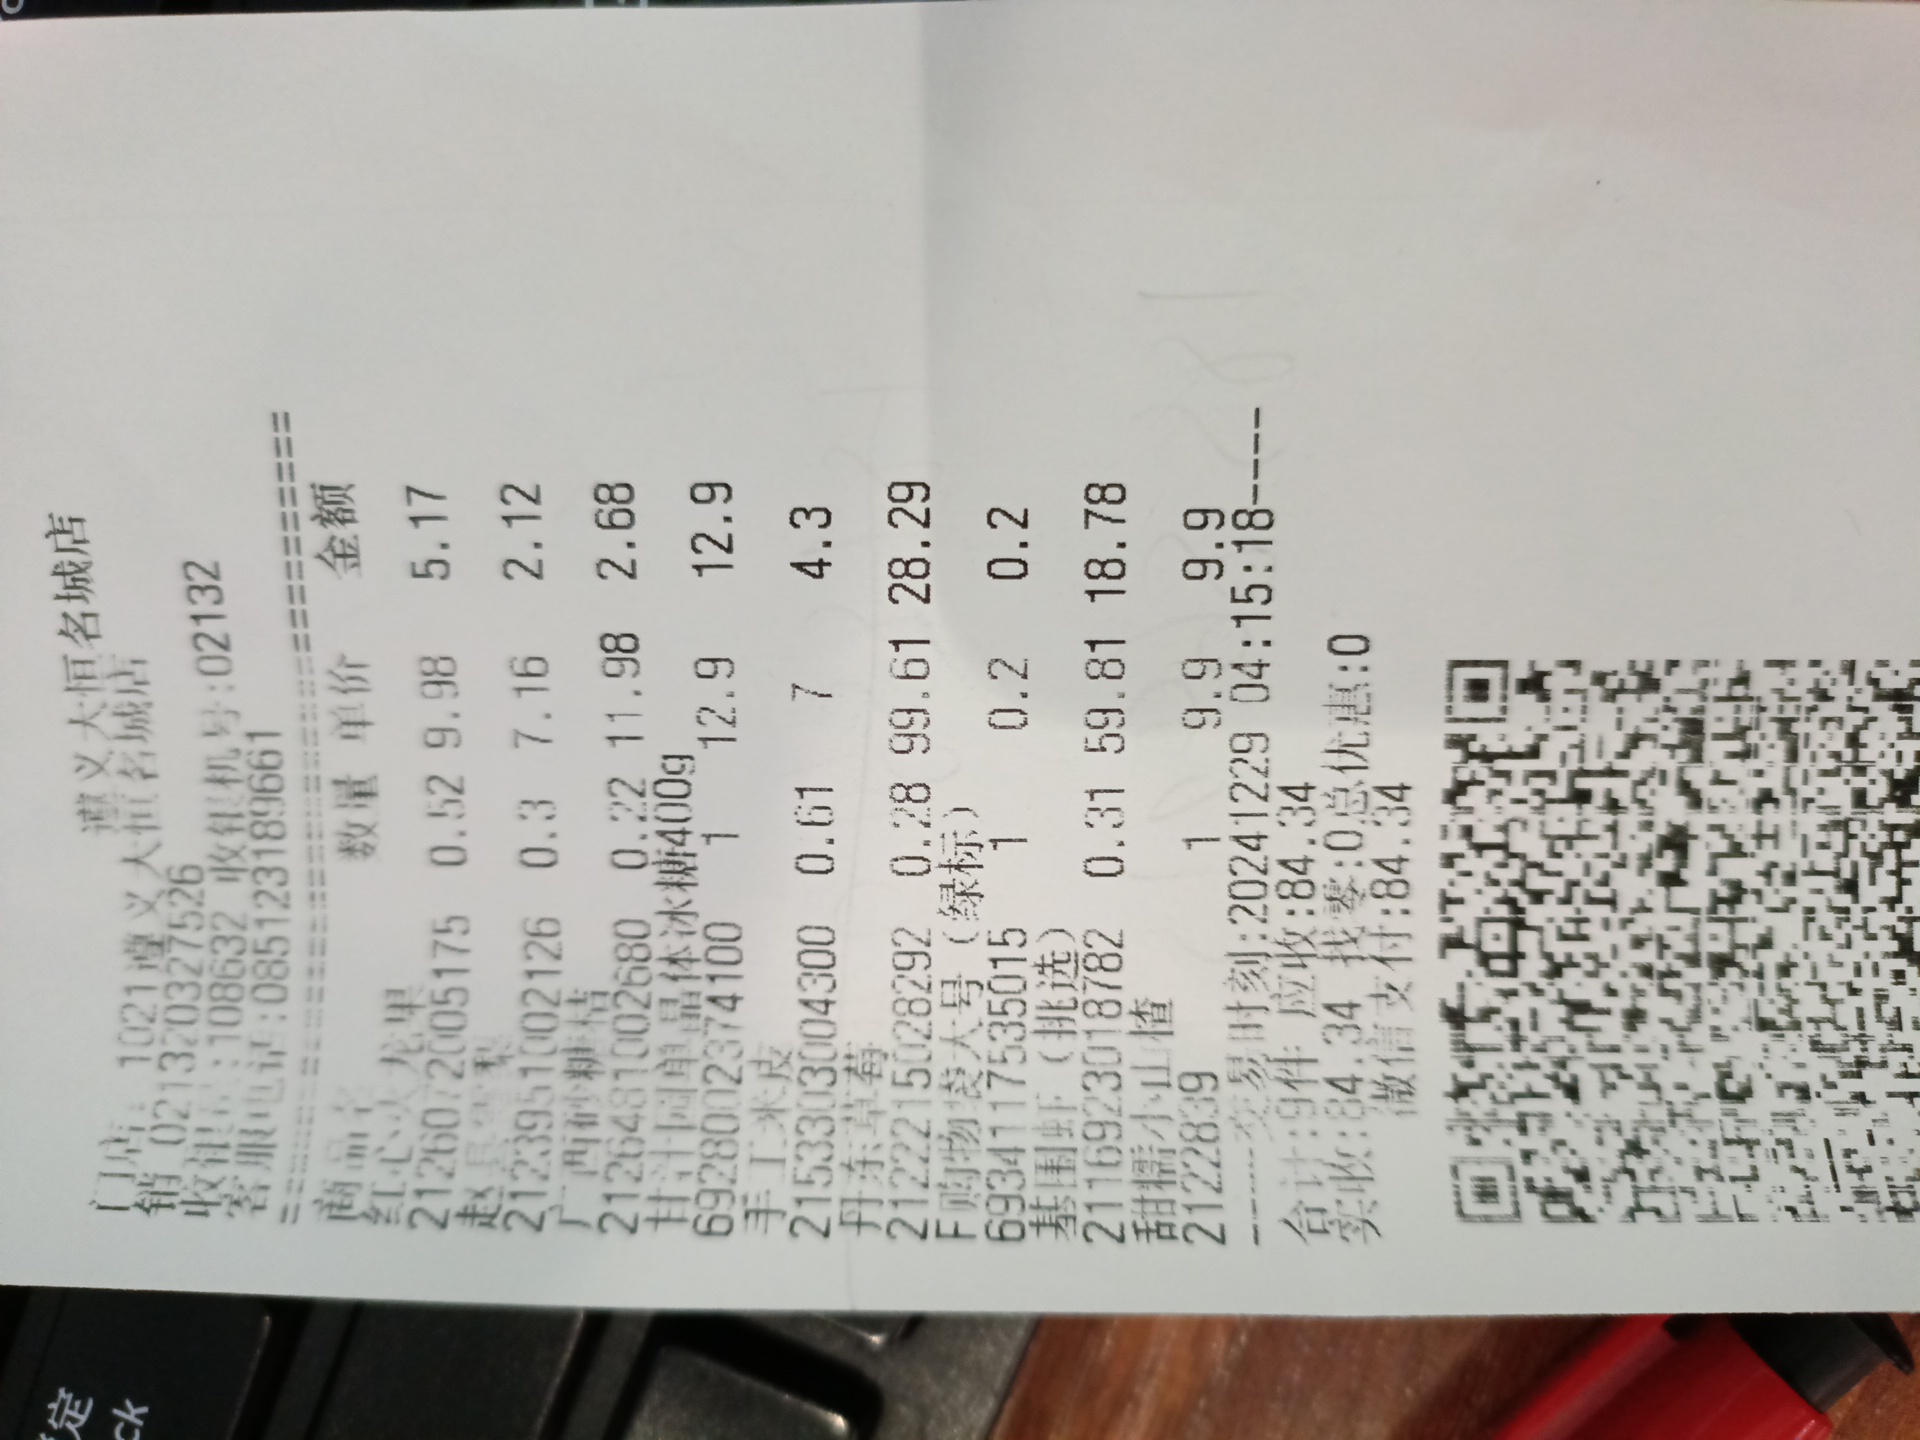 遵义大恒名城店
门店: 1021遵义大恒名城店
销 021320327526
收银员:108632 收银机号:02132
客服电话:085123189661
商品名 数量 单价 金额
红心火龙果
2126072005175 0.52 9.98 5.17
赵县雪梨
2123951002126 0.3 7.16 2.12
广西砂糖桔
2126481002680 0.22 11.98 2.68
甘汁园单晶体冰糖400g
6928002374100 1 12.9 12.9
手工米皮
2153303004300 0.61 7 4.3
丹东草莓
2122215028292 0.28 99.61 28.29
F购物袋大号(绿标)
6934117535015 1 0.2 0.2
基围虾(挑选)
2116923018782 0.31 59.81 18.78
甜糯小山楂
21222839 1 9.9 9.9
------交易时刻:20241229 04:15:18----
合计:9件 应收:84.34
实收:84.34 找零:0总优惠:0
微信支付:84.34
定
ck